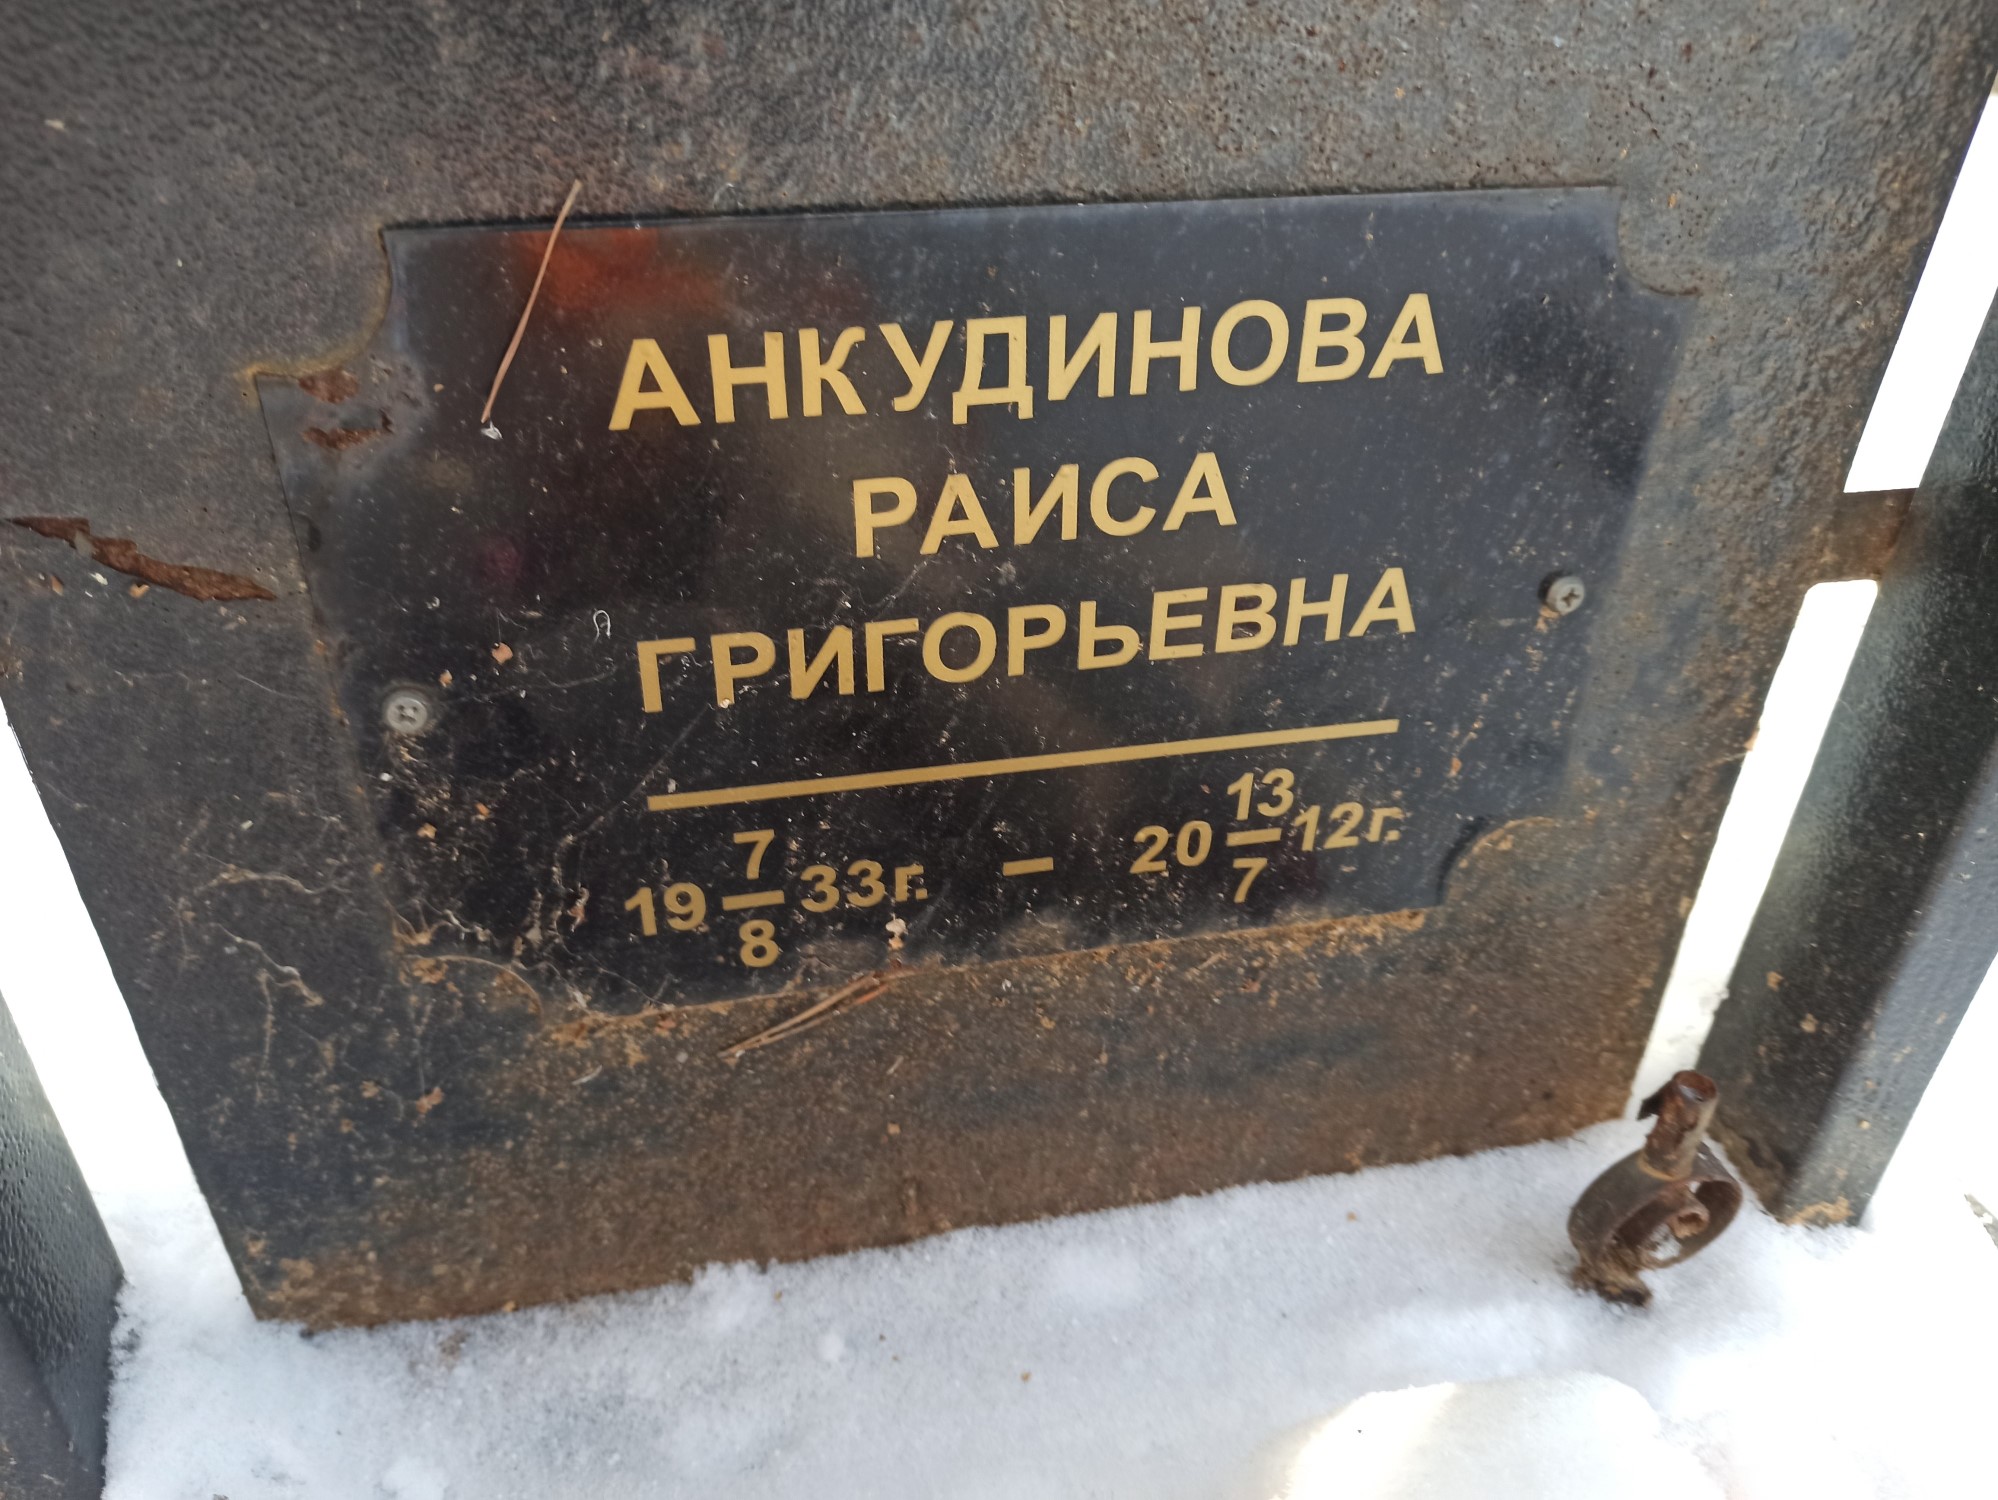 АНКУДИНОВА
РАИСА
ГРИГОРЬЕВНА
19 7/8 33г. – 20 13/7 12г.